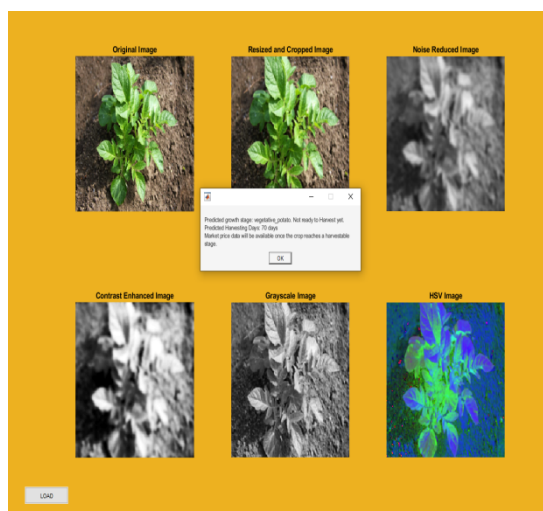 Original Image
Resized and Cropped Image
Noise Reduced Image
Predicted growth stage: vegetative_potato. Not ready to Harvest yet.
Predicted Harvesting Days: 70 days
Market price data will be available once the crop reaches a harvestable
stage.
OK
Contrast Enhanced Image
Grayscale Image
HSV Image
LOAD